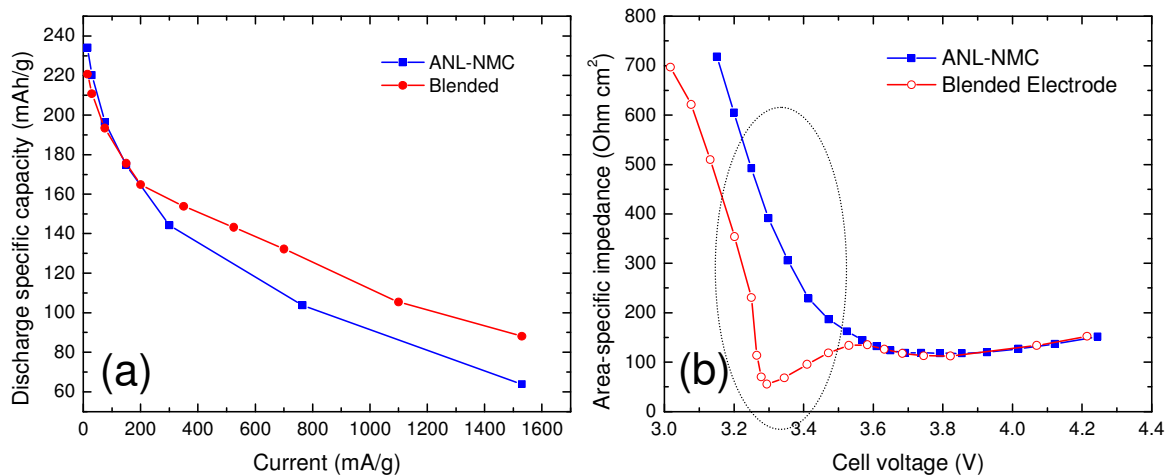 240
220
200
180
160
140
120
100
80
60
Discharge specific capacity (mAh/g)
ANL-NMC
Blended
(a)
0 200 400 600 800 1000 1200 1400 1600
Current (mA/g)
800
700
600
500
400
300
200
100
0
Area-specific impedance (Ohm cm²)
ANL-NMC
Blended Electrode
(b)
3.0 3.2 3.4 3.6 3.8 4.0 4.2 4.4
Cell voltage (V)